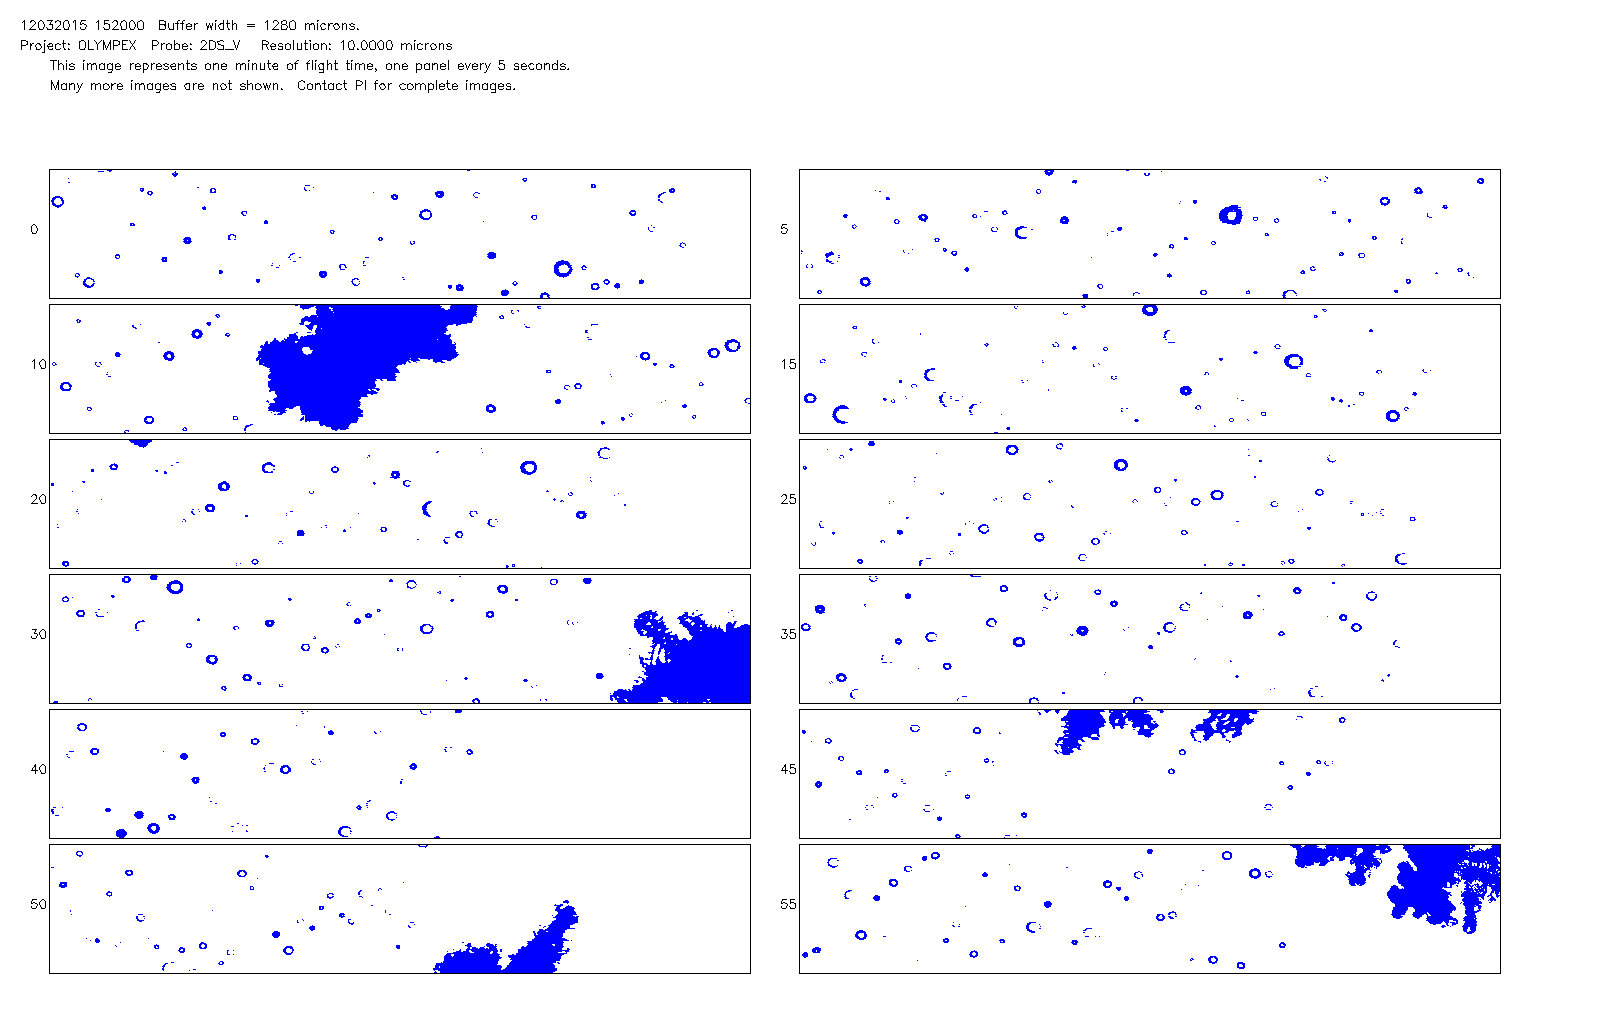 12032015 152000 Buffer width = 1280 microns.
Project: OLYMPEX Probe: 2DS_V Resolution: 10.0000 microns
This image represents one minute of flight time, one panel every 5 seconds.
Many more images are not shown. Contact PI for complete images.
0 5
10 15
20 25
30 35
40 45
50 55